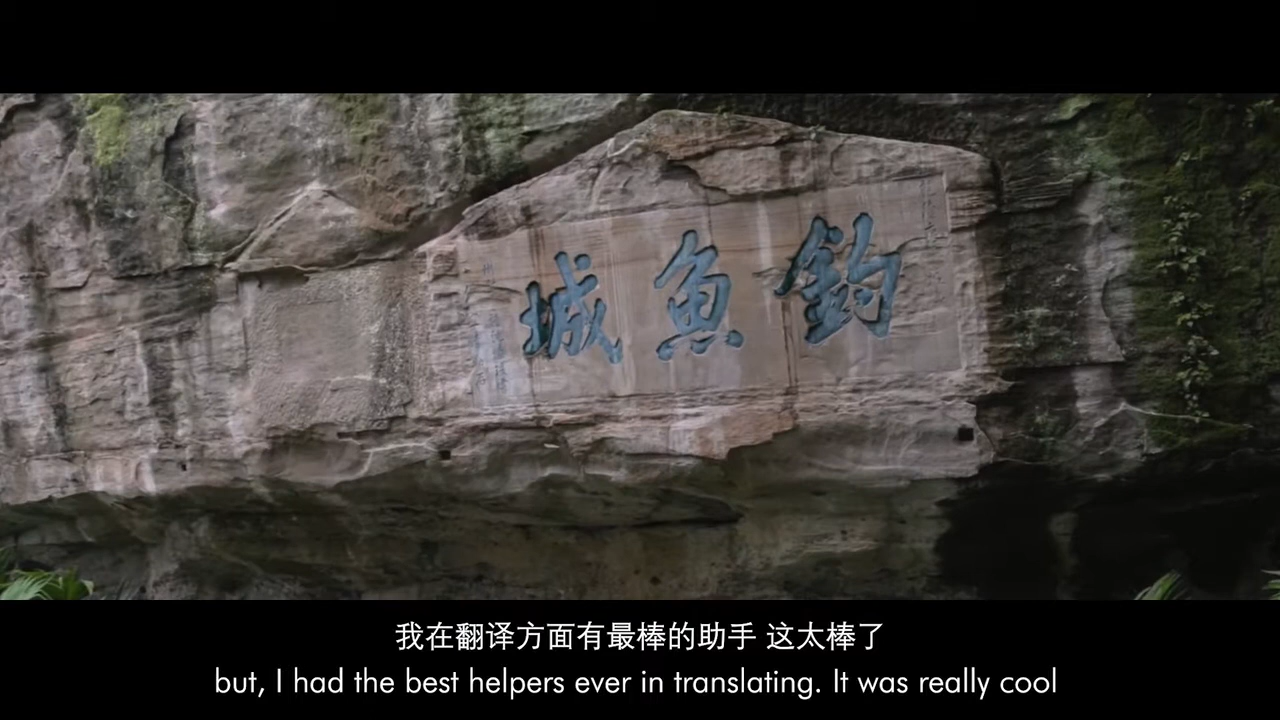 釣魚城
我在翻译方面有最棒的助手 这太棒了
but, I had the best helpers ever in translating. It was really cool